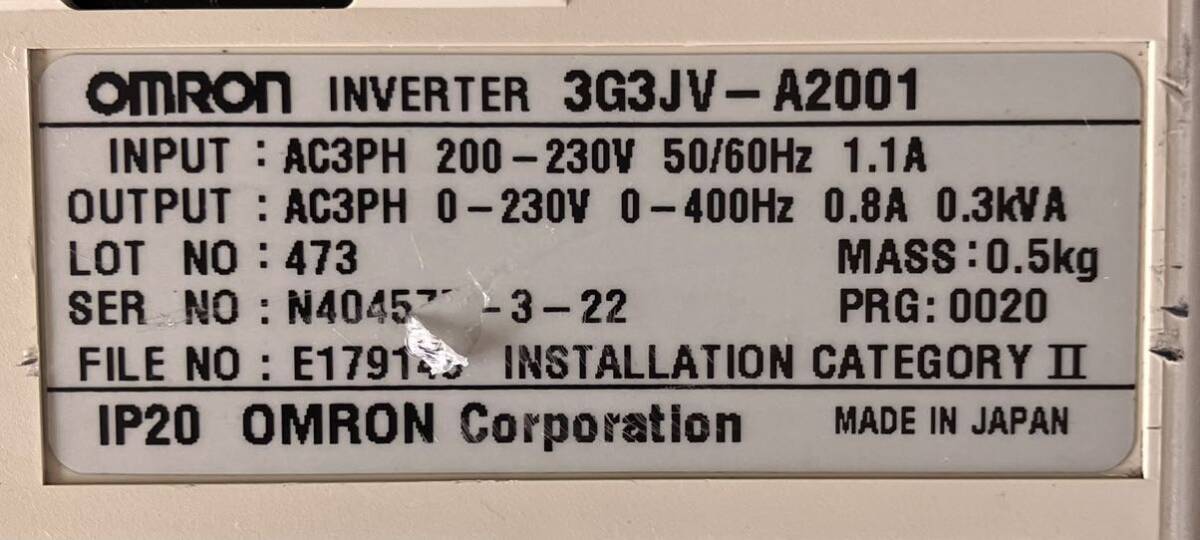 OMRON INVERTER 3G3JV-A2001
INPUT : AC3PH 200-230V 50/60Hz 1.1A
OUTPUT : AC3PH 0-230V 0-400Hz 0.8A 0.3kVA
LOT NO : 473 MASS : 0.5kg
SER NO : -3-22 PRG: 0020
FILE NO : INSTALLATION CATEGORY II
IP20 OMRON Corporation MADE IN JAPAN